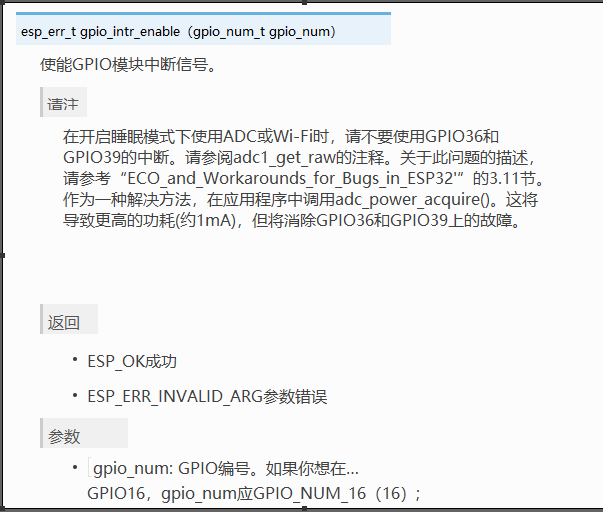 esp_err_t gpio_intr_enable（gpio_num_t gpio_num）
使能GPIO模块中断信号。
请注
在开启睡眠模式下使用ADC或Wi-Fi时，请不要使用GPIO36和
GPIO39的中断。请参阅adc1_get_raw的注释。关于此问题的描述，
请参考“ECO_and_Workarounds_for_Bugs_in_ESP32'“的3.11节。
作为一种解决方法，在应用程序中调用adc_power_acquire()。这将
导致更高的功耗(约1mA)，但将消除GPIO36和GPIO39上的故障。
返回
• ESP_OK成功
• ESP_ERR_INVALID_ARG参数错误
参数
• gpio_num: GPIO编号。如果你想在...
GPIO16，gpio_num应GPIO_NUM_16（16）;